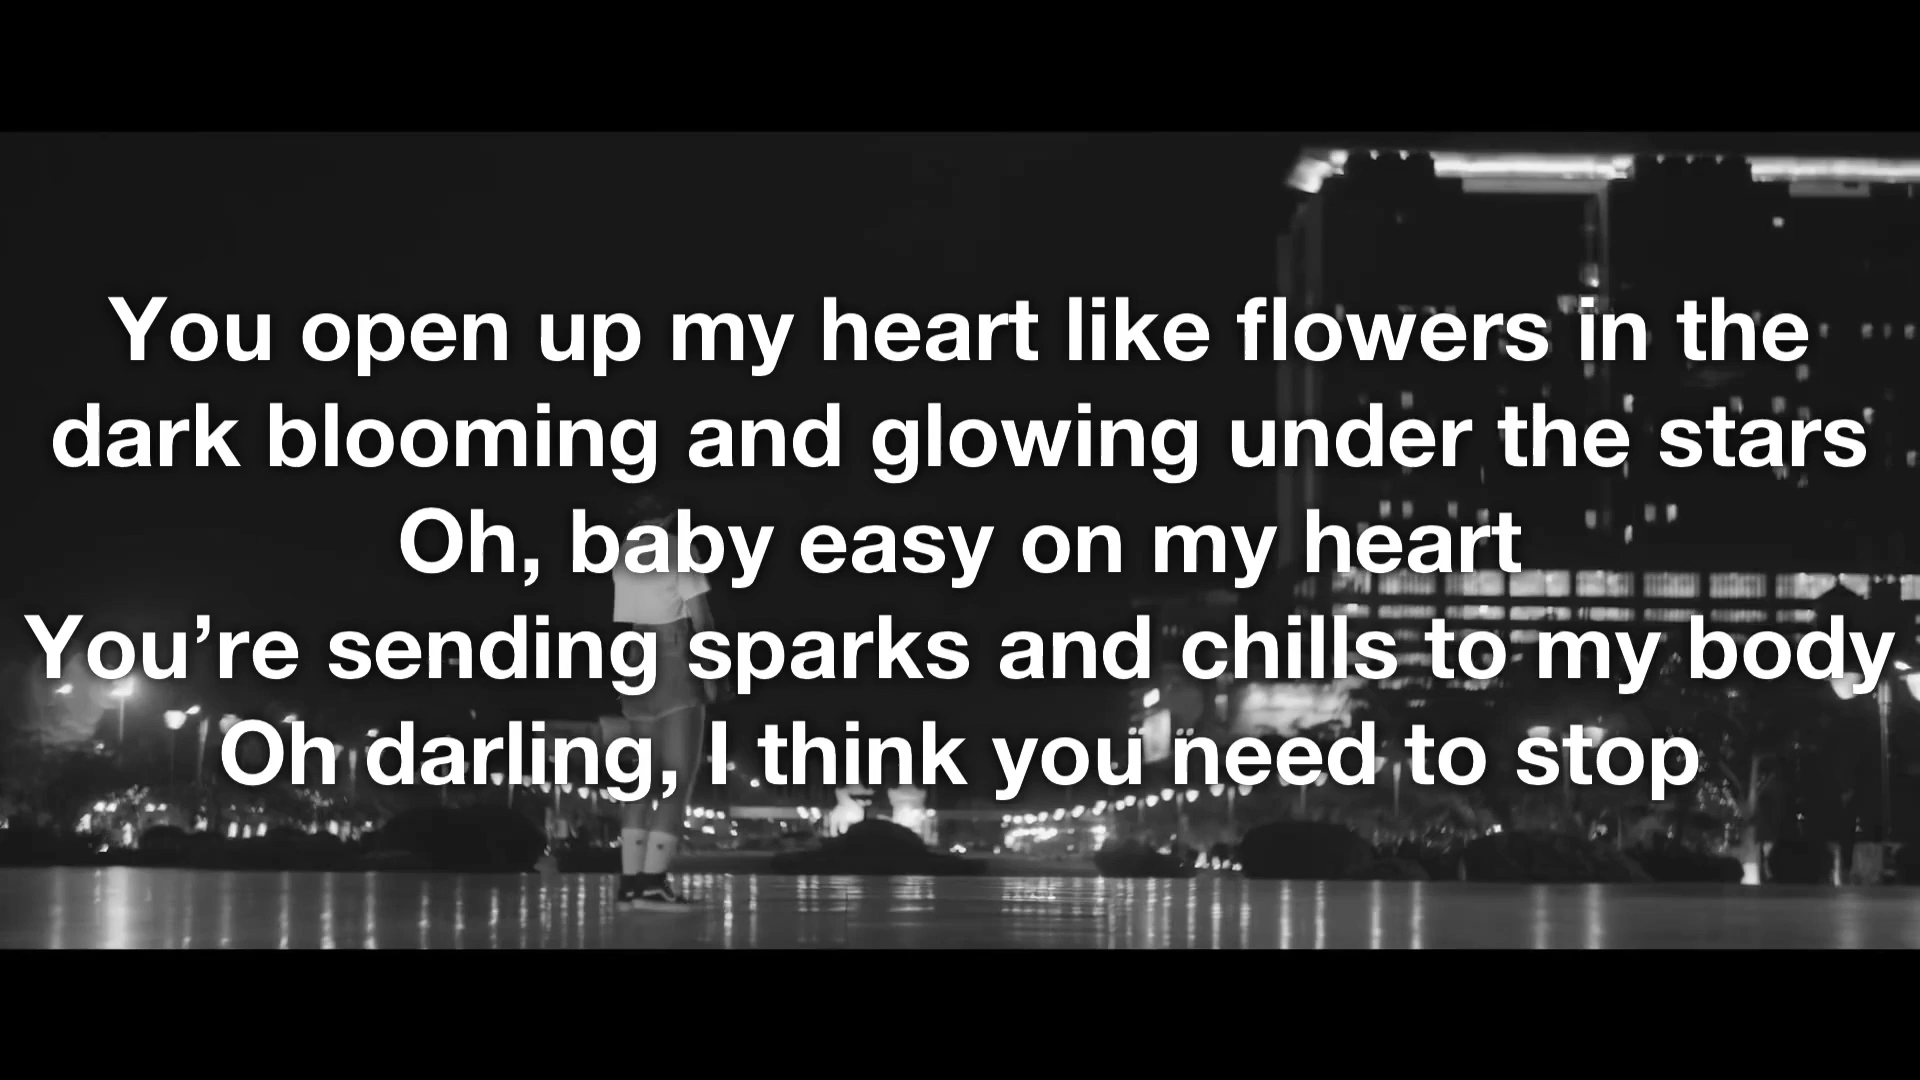 You open up my heart like flowers in the
dark blooming and glowing under the stars
Oh, baby easy on my heart
You’re sending sparks and chills to my body
Oh darling, I think you need to stop